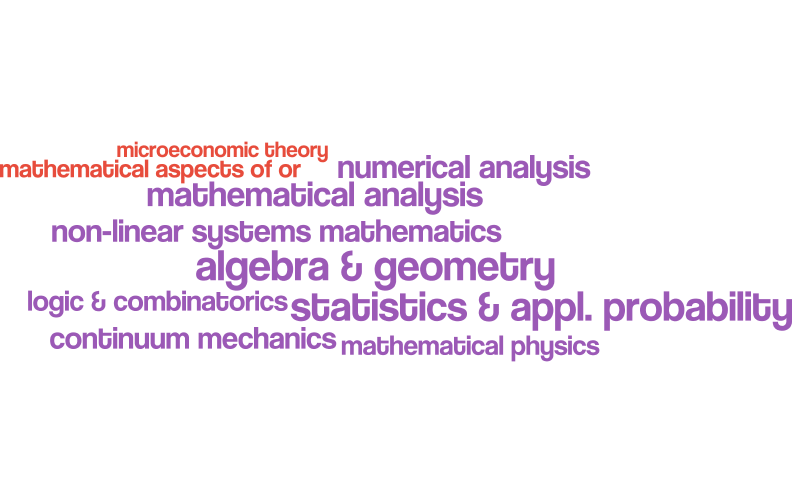 microeconomic theory
mathematical aspects of or
numerical analysis
mathematical analysis
non-linear systems mathematics
algebra & geometry
logic & combinatorics
statistics & appl. probability
continuum mechanics
mathematical physics